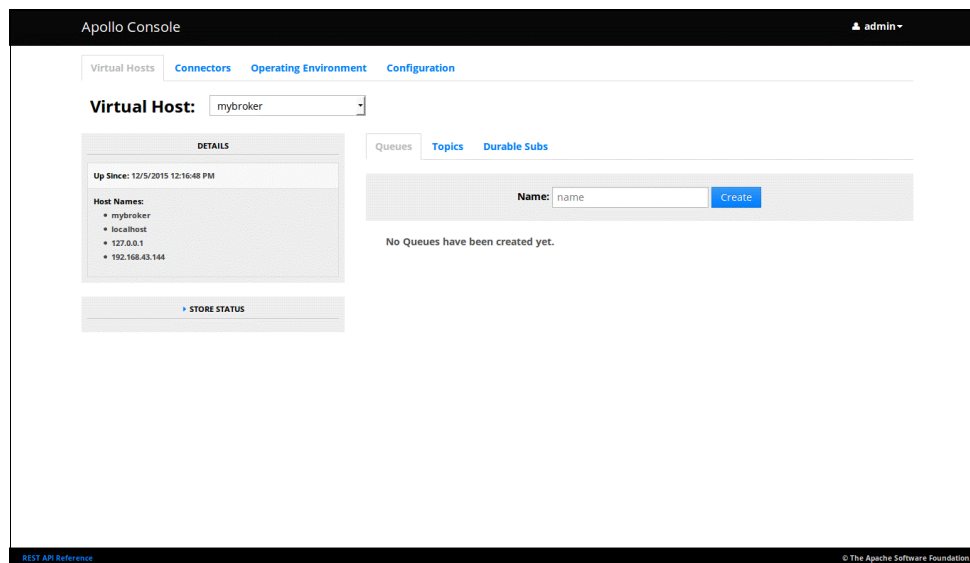 Apollo Console
admin
Virtual Hosts Connectors Operating Environment Configuration
Virtual Host: mybroker
DETAILS
Up Since: 12/5/2015 12:16:48 PM
Host Names:
mybroker
localhost
127.0.0.1
192.168.43.144
STORE STATUS
Queues Topics Durable Subs
Name: name Create
No Queues have been created yet.
REST API Reference
© The Apache Software Foundation